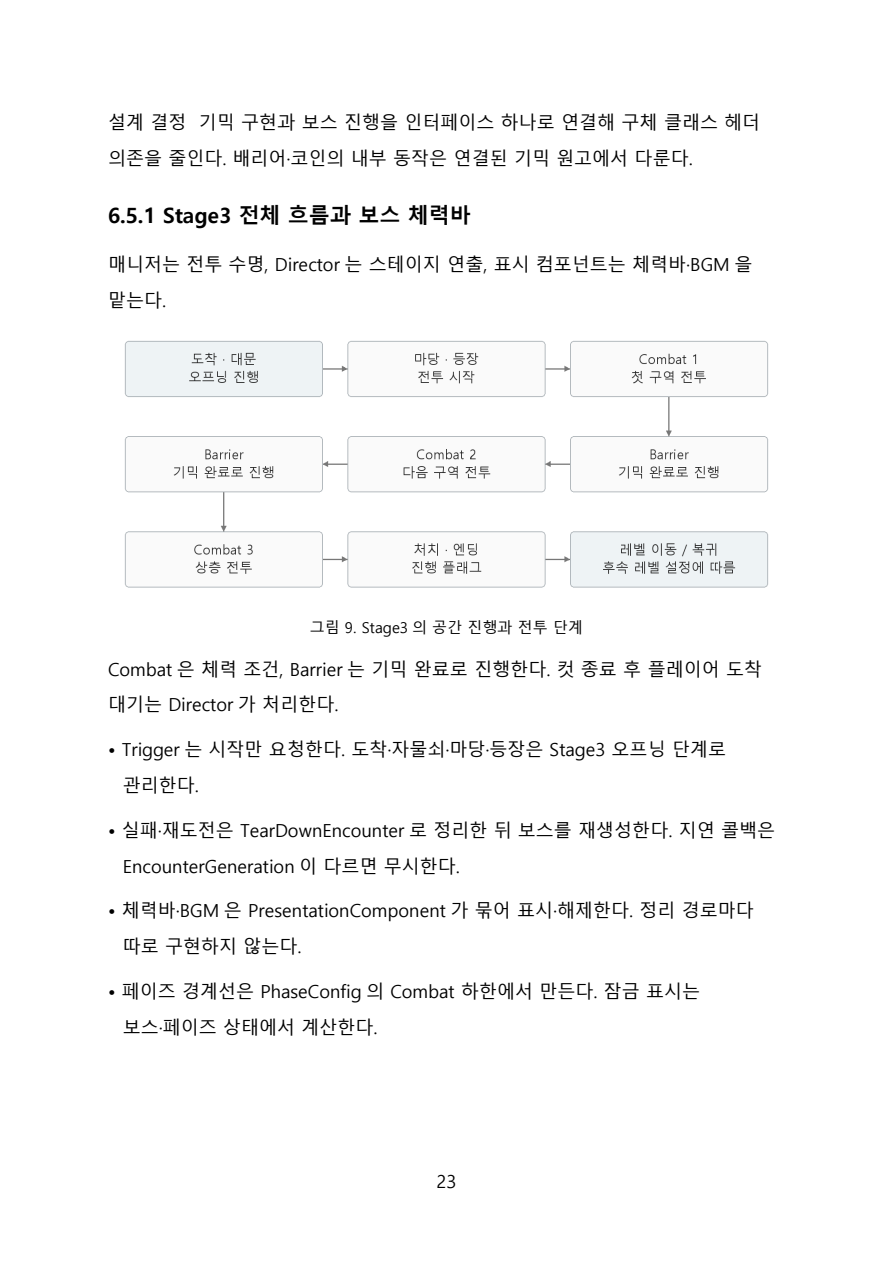 설계 결정 기믹 구현과 보스 진행을 인터페이스 하나로 연결해 구체 클래스 헤더
의존을 줄인다. 배리어·코인의 내부 동작은 연결된 기믹 원고에서 다룬다.
6.5.1 Stage3 전체 흐름과 보스 체력바
매니저는 전투 수명, Director 는 스테이지 연출, 표시 컴포넌트는 체력바·BGM 을
맡는다.
도착 · 대문
오프닝 진행
마당 · 등장
전투 시작
Combat 1
첫 구역 전투
Barrier
기믹 완료로 진행
Combat 2
다음 구역 전투
Barrier
기믹 완료로 진행
Combat 3
상층 전투
처치 · 엔딩
진행 플래그
레벨 이동 / 복귀
후속 레벨 설정에 따름
그림 9. Stage3 의 공간 진행과 전투 단계
Combat 은 체력 조건, Barrier 는 기믹 완료로 진행한다. 컷 종료 후 플레이어 도착
대기는 Director 가 처리한다.
• Trigger 는 시작만 요청한다. 도착·자물쇠·마당·등장은 Stage3 오프닝 단계로
관리한다.
• 실패·재도전은 TearDownEncounter 로 정리한 뒤 보스를 재생성한다. 지연 콜백은
EncounterGeneration 이 다르면 무시한다.
• 체력바·BGM 은 PresentationComponent 가 묶어 표시·해제한다. 정리 경로마다
따로 구현하지 않는다.
• 페이즈 경계선은 PhaseConfig 의 Combat 하한에서 만든다. 잠금 표시는
보스·페이즈 상태에서 계산한다.
23